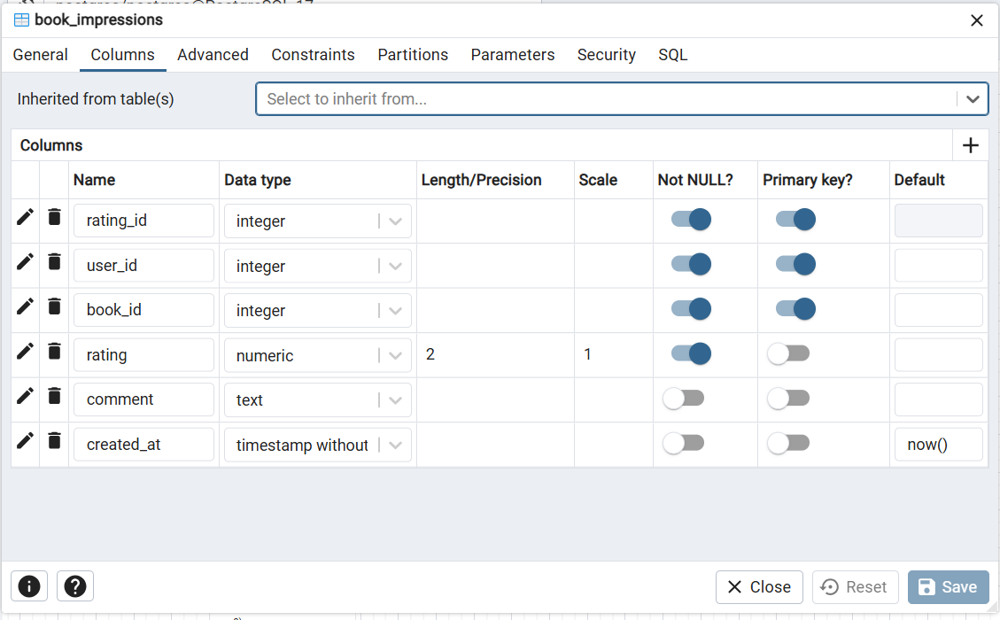 book_impressions
General Columns Advanced Constraints Partitions Parameters Security SQL
Inherited from table(s) Select to inherit from...
Columns
Name Data type Length/Precision Scale Not NULL? Primary key? Default
rating_id integer
user_id integer
book_id integer
rating numeric 2 1
comment text
created_at timestamp without now()
Close Reset Save